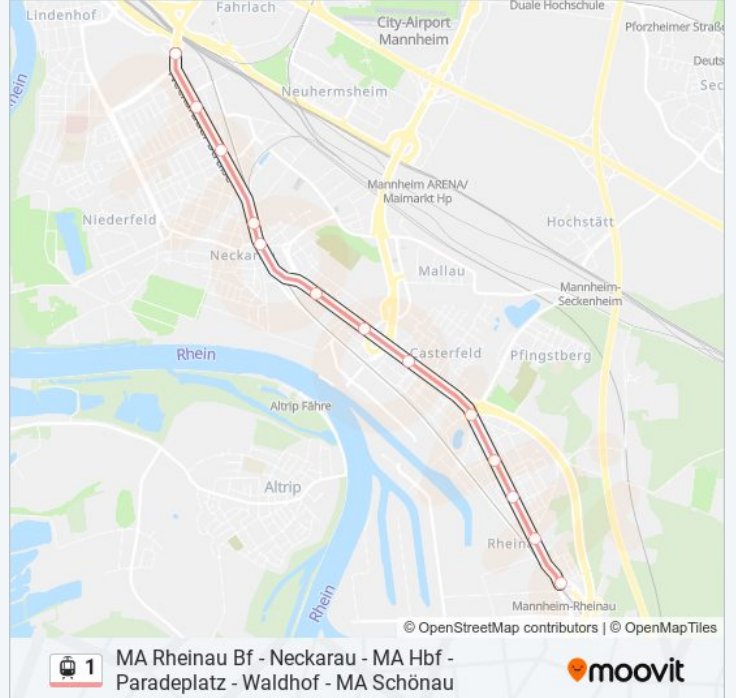 Lindenhof
Fahrlach
Duale Hochschule
City-Airport
Mannheim
Pforzheimer Straße
Neuhermsheim
Mannheim ARENA/
Maimarkt Hp
Niederfeld
Hochstätt
Neckar
Mallau
Mannheim-
Seckenheim
Rhein
Casterfeld
Pfingstberg
Altrip Fähre
Altrip
Rheina
Rhein
Mannheim-Rheinau
© OpenStreetMap contributors | © OpenMapTiles
1
MA Rheinau Bf - Neckarau - MA Hbf -
Paradeplatz - Waldhof - MA Schönau
moovit